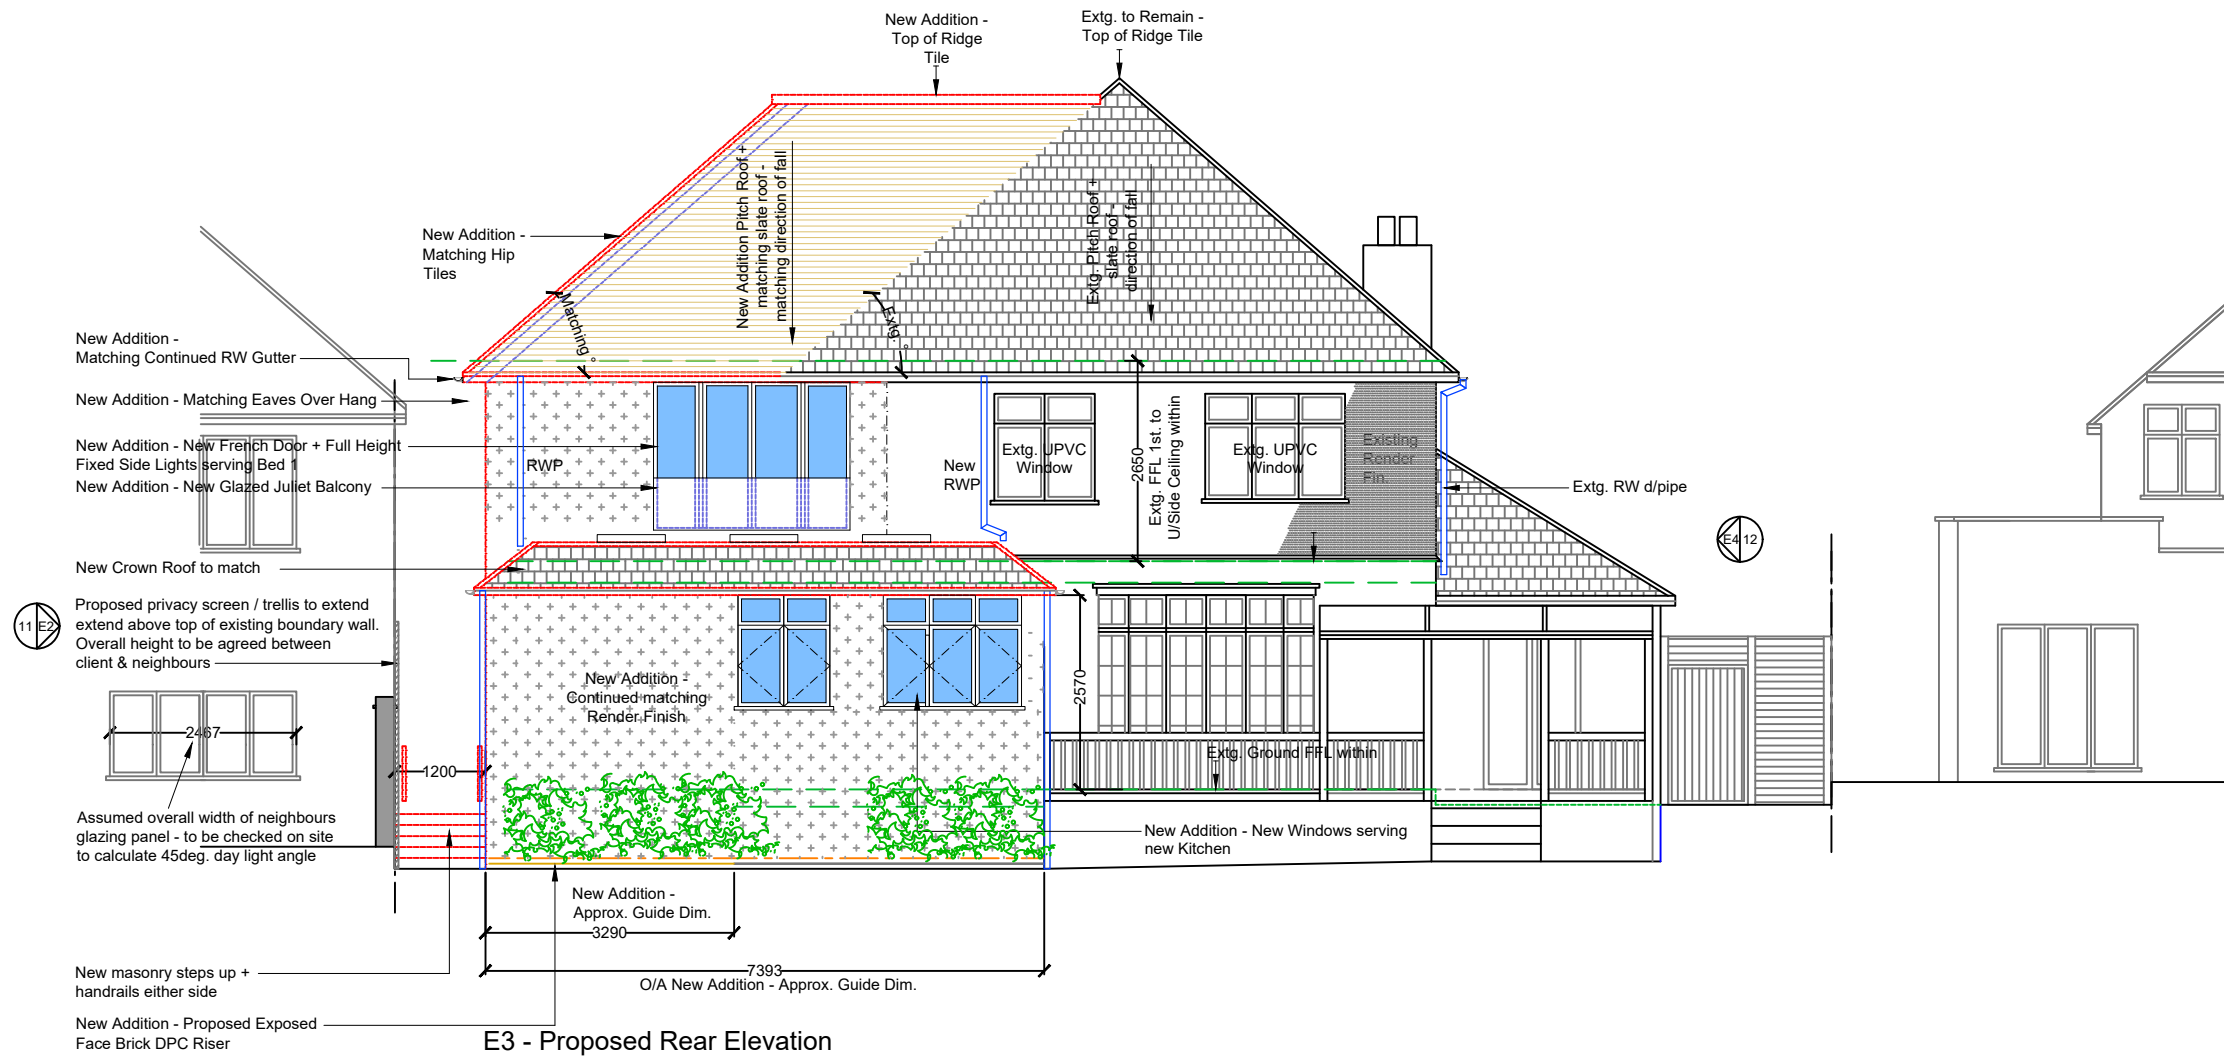 New Addition -
Top of Ridge
Tile
Extg. to Remain -
Top of Ridge Tile
New Addition -
Matching Hip
Tiles
New Addition Pitch Roof +
matching slate roof -
matching direction of fall
Extg. Pitch Roof +
slate roof -
direction of fall
Matching °
Extg. °
New Addition -
Matching Continued RW Gutter
New Addition - Matching Eaves Over Hang
New Addition - New French Door + Full Height
Fixed Side Lights serving Bed 1
New Addition - New Glazed Juliet Balcony
RWP
New
RWP
Extg. UPVC
Window
2650
Extg. FFL 1st. to
U/Side Ceiling within
Extg. UPVC
Window
Existing
Render
Fin.
Extg. RW d/pipe
E4 12
New Crown Roof to match
11 E2
Proposed privacy screen / trellis to extend
extend above top of existing boundary wall.
Overall height to be agreed between
client & neighbours
New Addition -
Continued matching
Render Finish
2570
2467
1200
Extg. Ground FFL within
Assumed overall width of neighbours
glazing panel - to be checked on site
to calculate 45deg. day light angle
New Addition - New Windows serving
new Kitchen
New Addition -
Approx. Guide Dim.
3290
7393
O/A New Addition - Approx. Guide Dim.
New masonry steps up +
handrails either side
New Addition - Proposed Exposed
Face Brick DPC Riser
E3 - Proposed Rear Elevation